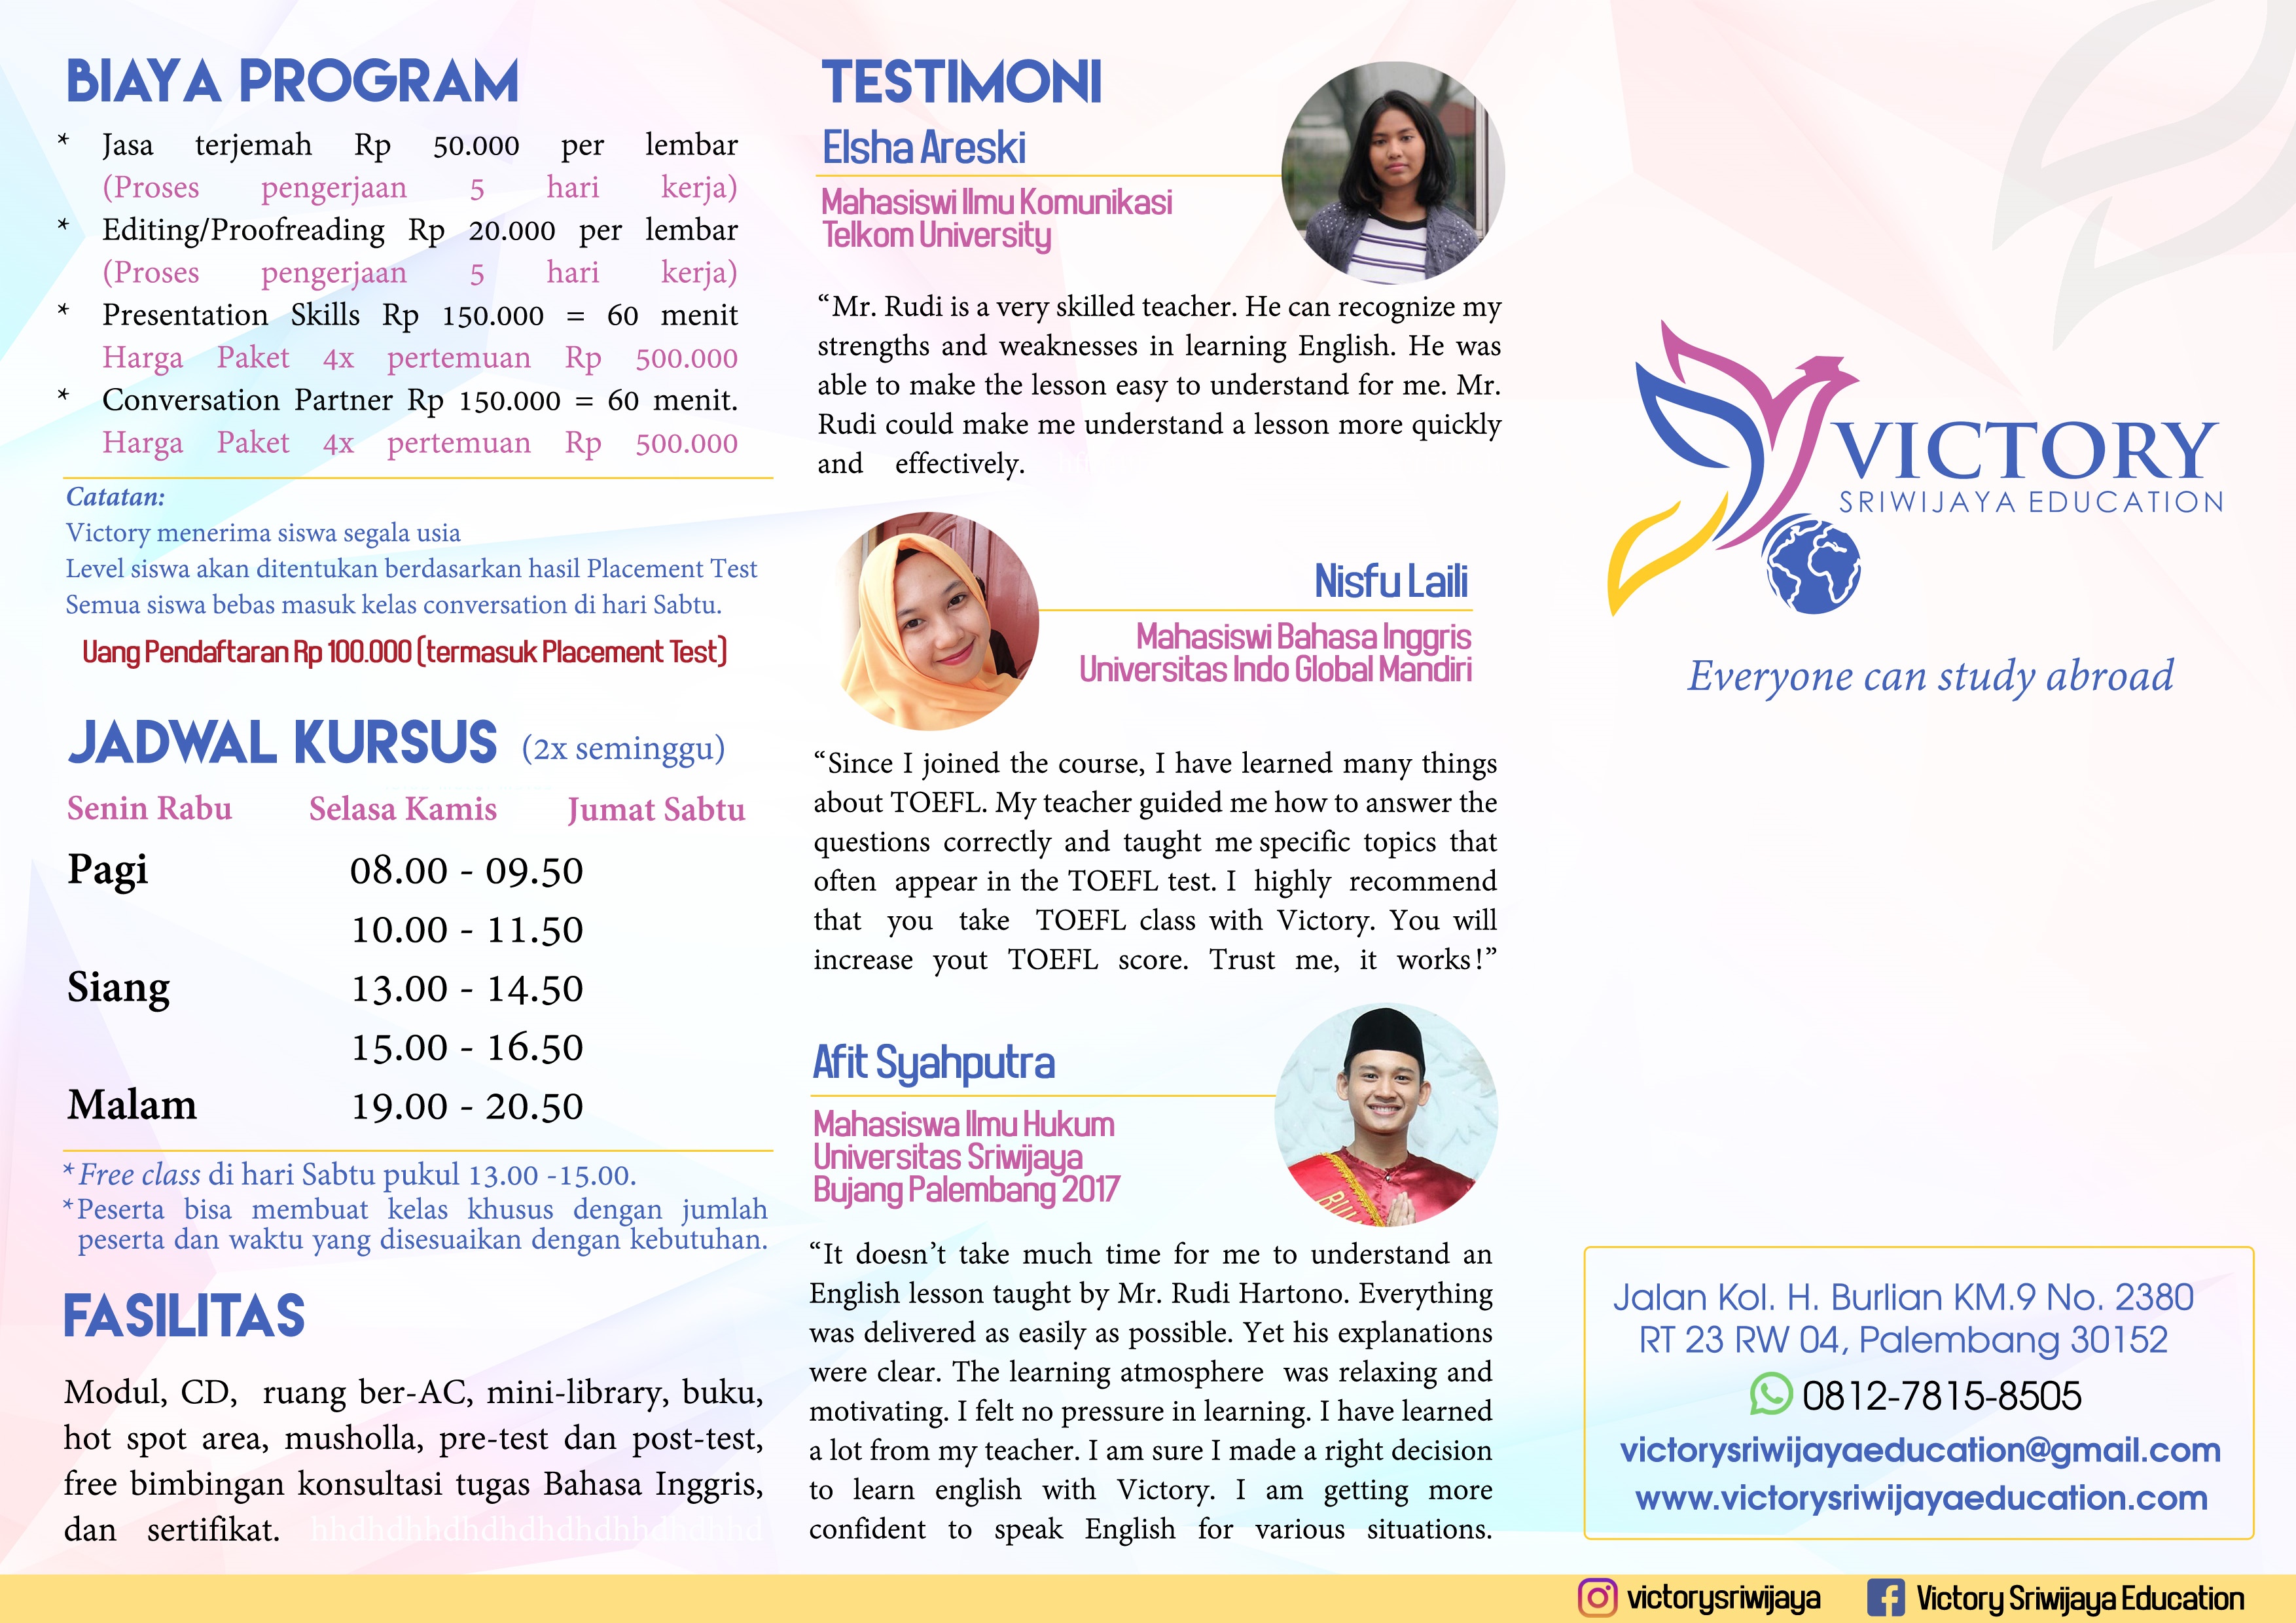 BIAYA PROGRAM
* Jasa terjemah Rp 50.000 per lembar
(Proses pengerjaan 5 hari kerja)
* Editing/Proofreading Rp 20.000 per lembar
(Proses pengerjaan 5 hari kerja)
* Presentation Skills Rp 150.000 = 60 menit
Harga Paket 4x pertemuan Rp 500.000
* Conversation Partner Rp 150.000 = 60 menit.
Harga Paket 4x pertemuan Rp 500.000
Catatan:
Victory menerima siswa segala usia
Level siswa akan ditentukan berdasarkan hasil Placement Test
Semua siswa bebas masuk kelas conversation di hari Sabtu.
Uang Pendaftaran Rp 100.000 (termasuk Placement Test)
JADWAL KURSUS (2x seminggu)
Senin Rabu Selasa Kamis Jumat Sabtu
Pagi 08.00 - 09.50
10.00 - 11.50
Siang 13.00 - 14.50
15.00 - 16.50
Malam 19.00 - 20.50
* Free class di hari Sabtu pukul 13.00 -15.00.
* Peserta bisa membuat kelas khusus dengan jumlah
peserta dan waktu yang disesuaikan dengan kebutuhan.
FASILITAS
Modul, CD, ruang ber-AC, mini-library, buku,
hot spot area, musholla, pre-test dan post-test,
free bimbingan konsultasi tugas Bahasa Inggris,
dan sertifikat.
TESTIMONI
Elsha Areski
Mahasiswi Ilmu Komunikasi
Telkom University
“Mr. Rudi is a very skilled teacher. He can recognize my
strengths and weaknesses in learning English. He was
able to make the lesson easy to understand for me. Mr.
Rudi could make me understand a lesson more quickly
and effectively.
Nisfu Laili
Mahasiswi Bahasa Inggris
Universitas Indo Global Mandiri
“Since I joined the course, I have learned many things
about TOEFL. My teacher guided me how to answer the
questions correctly and taught me specific topics that
often appear in the TOEFL test. I highly recommend
that you take TOEFL class with Victory. You will
increase yout TOEFL score. Trust me, it works!”
Afit Syahputra
Mahasiswa Ilmu Hukum
Universitas Sriwijaya
Bujang Palembang 2017
“It doesn’t take much time for me to understand an
English lesson taught by Mr. Rudi Hartono. Everything
was delivered as easily as possible. Yet his explanations
were clear. The learning atmosphere was relaxing and
motivating. I felt no pressure in learning. I have learned
a lot from my teacher. I am sure I made a right decision
to learn english with Victory. I am getting more
confident to speak English for various situations.
VICTORY
SRIWIJAYA EDUCATION
Everyone can study abroad
Jalan Kol. H. Burlian KM.9 No. 2380
RT 23 RW 04, Palembang 30152
0812-7815-8505
victorysriwijayaeducation@gmail.com
www.victorysriwijayaeducation.com
victorysriwijaya
Victory Sriwijaya Education